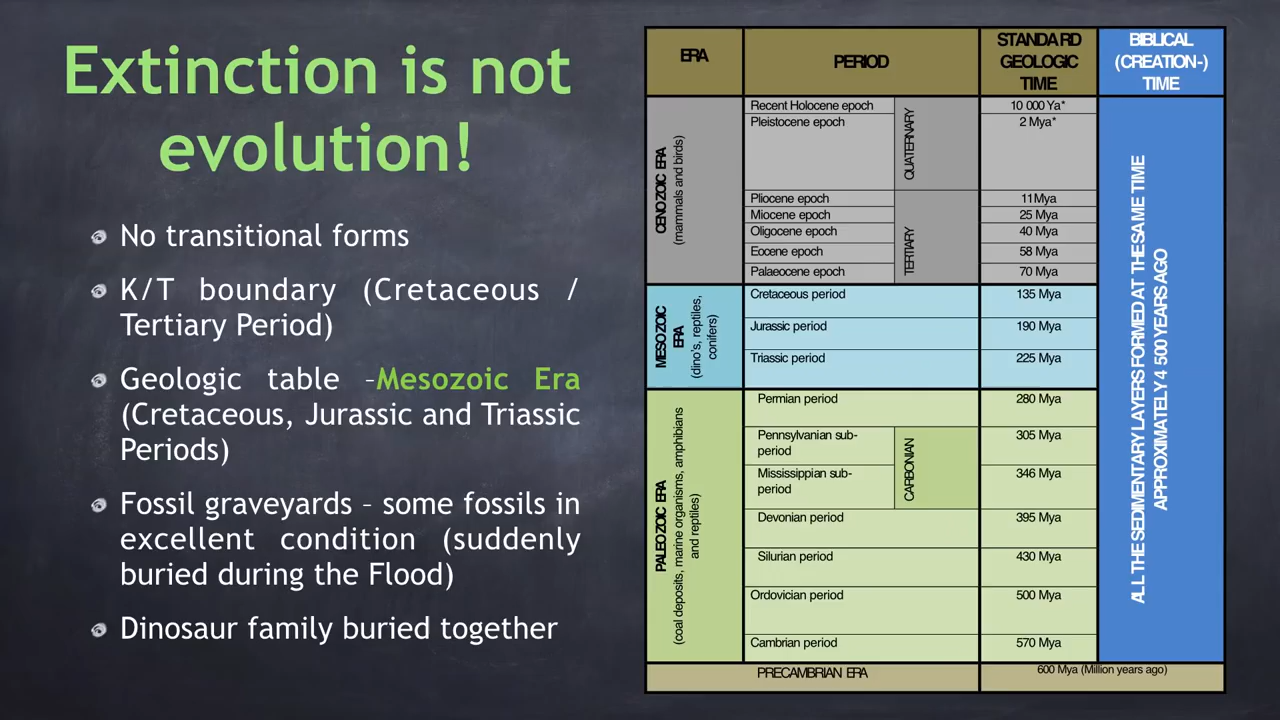 Extinction is not
evolution!
No transitional forms
K/T boundary (Cretaceous /
Tertiary Period)
Geologic table –Mesozoic Era
(Cretaceous, Jurassic and Triassic
Periods)
Fossil graveyards – some fossils in
excellent condition (suddenly
buried during the Flood)
Dinosaur family buried together
ERA
PERIOD
STANDARD
GEOLOGIC
TIME
BIBLICAL
(CREATION-)
TIME
CENOZOIC ERA
(mammals and birds)
Recent Holocene epoch
10 000 Ya*
Pleistocene epoch
2 Mya*
QUATERNARY
Pliocene epoch
11 Mya
Miocene epoch
25 Mya
Oligocene epoch
40 Mya
Eocene epoch
58 Mya
Palaeocene epoch
70 Mya
TERTIARY
MESOZOIC
ERA
(dino's, reptiles,
conifers)
Cretaceous period
135 Mya
Jurassic period
190 Mya
Triassic period
225 Mya
PALEOZOIC ERA
(coal deposits, marine organisms, amphibians
and reptiles)
Permian period
280 Mya
Pennsylvanian sub-
period
305 Mya
Mississippian sub-
period
346 Mya
CARBONIAN
Devonian period
395 Mya
Silurian period
430 Mya
Ordovician period
500 Mya
Cambrian period
570 Mya
ALL THE SEDIMENTARY LAYERS FORMED AT THE SAME TIME
APPROXIMATELY 4 500 YEARS AGO
PRECAMBRIAN ERA
600 Mya (Million years ago)